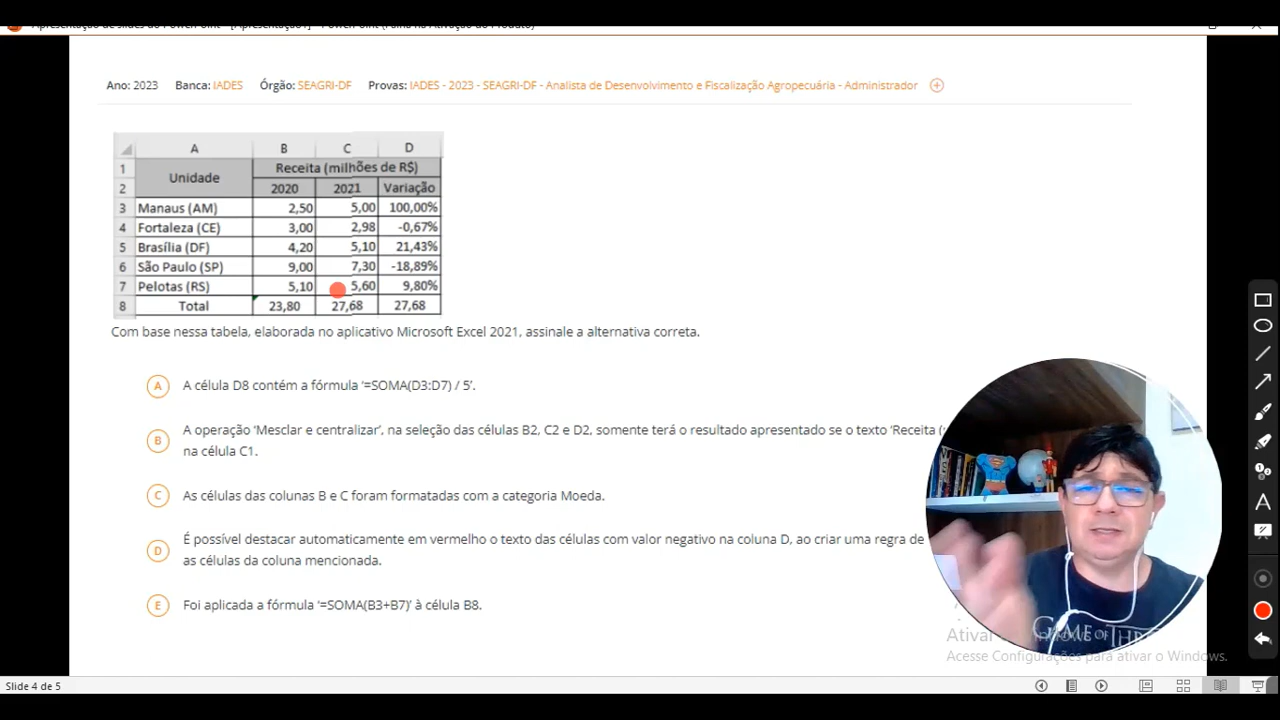 Ano: 2023 Banca: IADES Órgão: SEAGRI-DF Provas: IADES - 2023 - SEAGRI-DF - Analista de Desenvolvimento e Fiscalização Agropecuária - Administrador
A B C D
1 Receita (milhões de R$)
Unidade
2 2020 2021 Variação
3 Manaus (AM) 2,50 5,00 100,00%
4 Fortaleza (CE) 3,00 2,98 -0,67%
5 Brasília (DF) 4,20 5,10 21,43%
6 São Paulo (SP) 9,00 7,30 -18,89%
7 Pelotas (RS) 5,10 5,60 9,80%
8 Total 23,80 27,68 27,68
Com base nessa tabela, elaborada no aplicativo Microsoft Excel 2021, assinale a alternativa correta.
A A célula D8 contém a fórmula '=SOMA(D3:D7) / 5'.
B A operação 'Mesclar e centralizar', na seleção das células B2, C2 e D2, somente terá o resultado apresentado se o texto 'Receita
na célula C1.
C As células das colunas B e C foram formatadas com a categoria Moeda.
D É possível destacar automaticamente em vermelho o texto das células com valor negativo na coluna D, ao criar uma regra de
as células da coluna mencionada.
E Foi aplicada a fórmula '=SOMA(B3+B7)' à célula B8.
GAME OF
Ativar
Acesse Configurações para ativar o Windows.
Slide 4 de 5